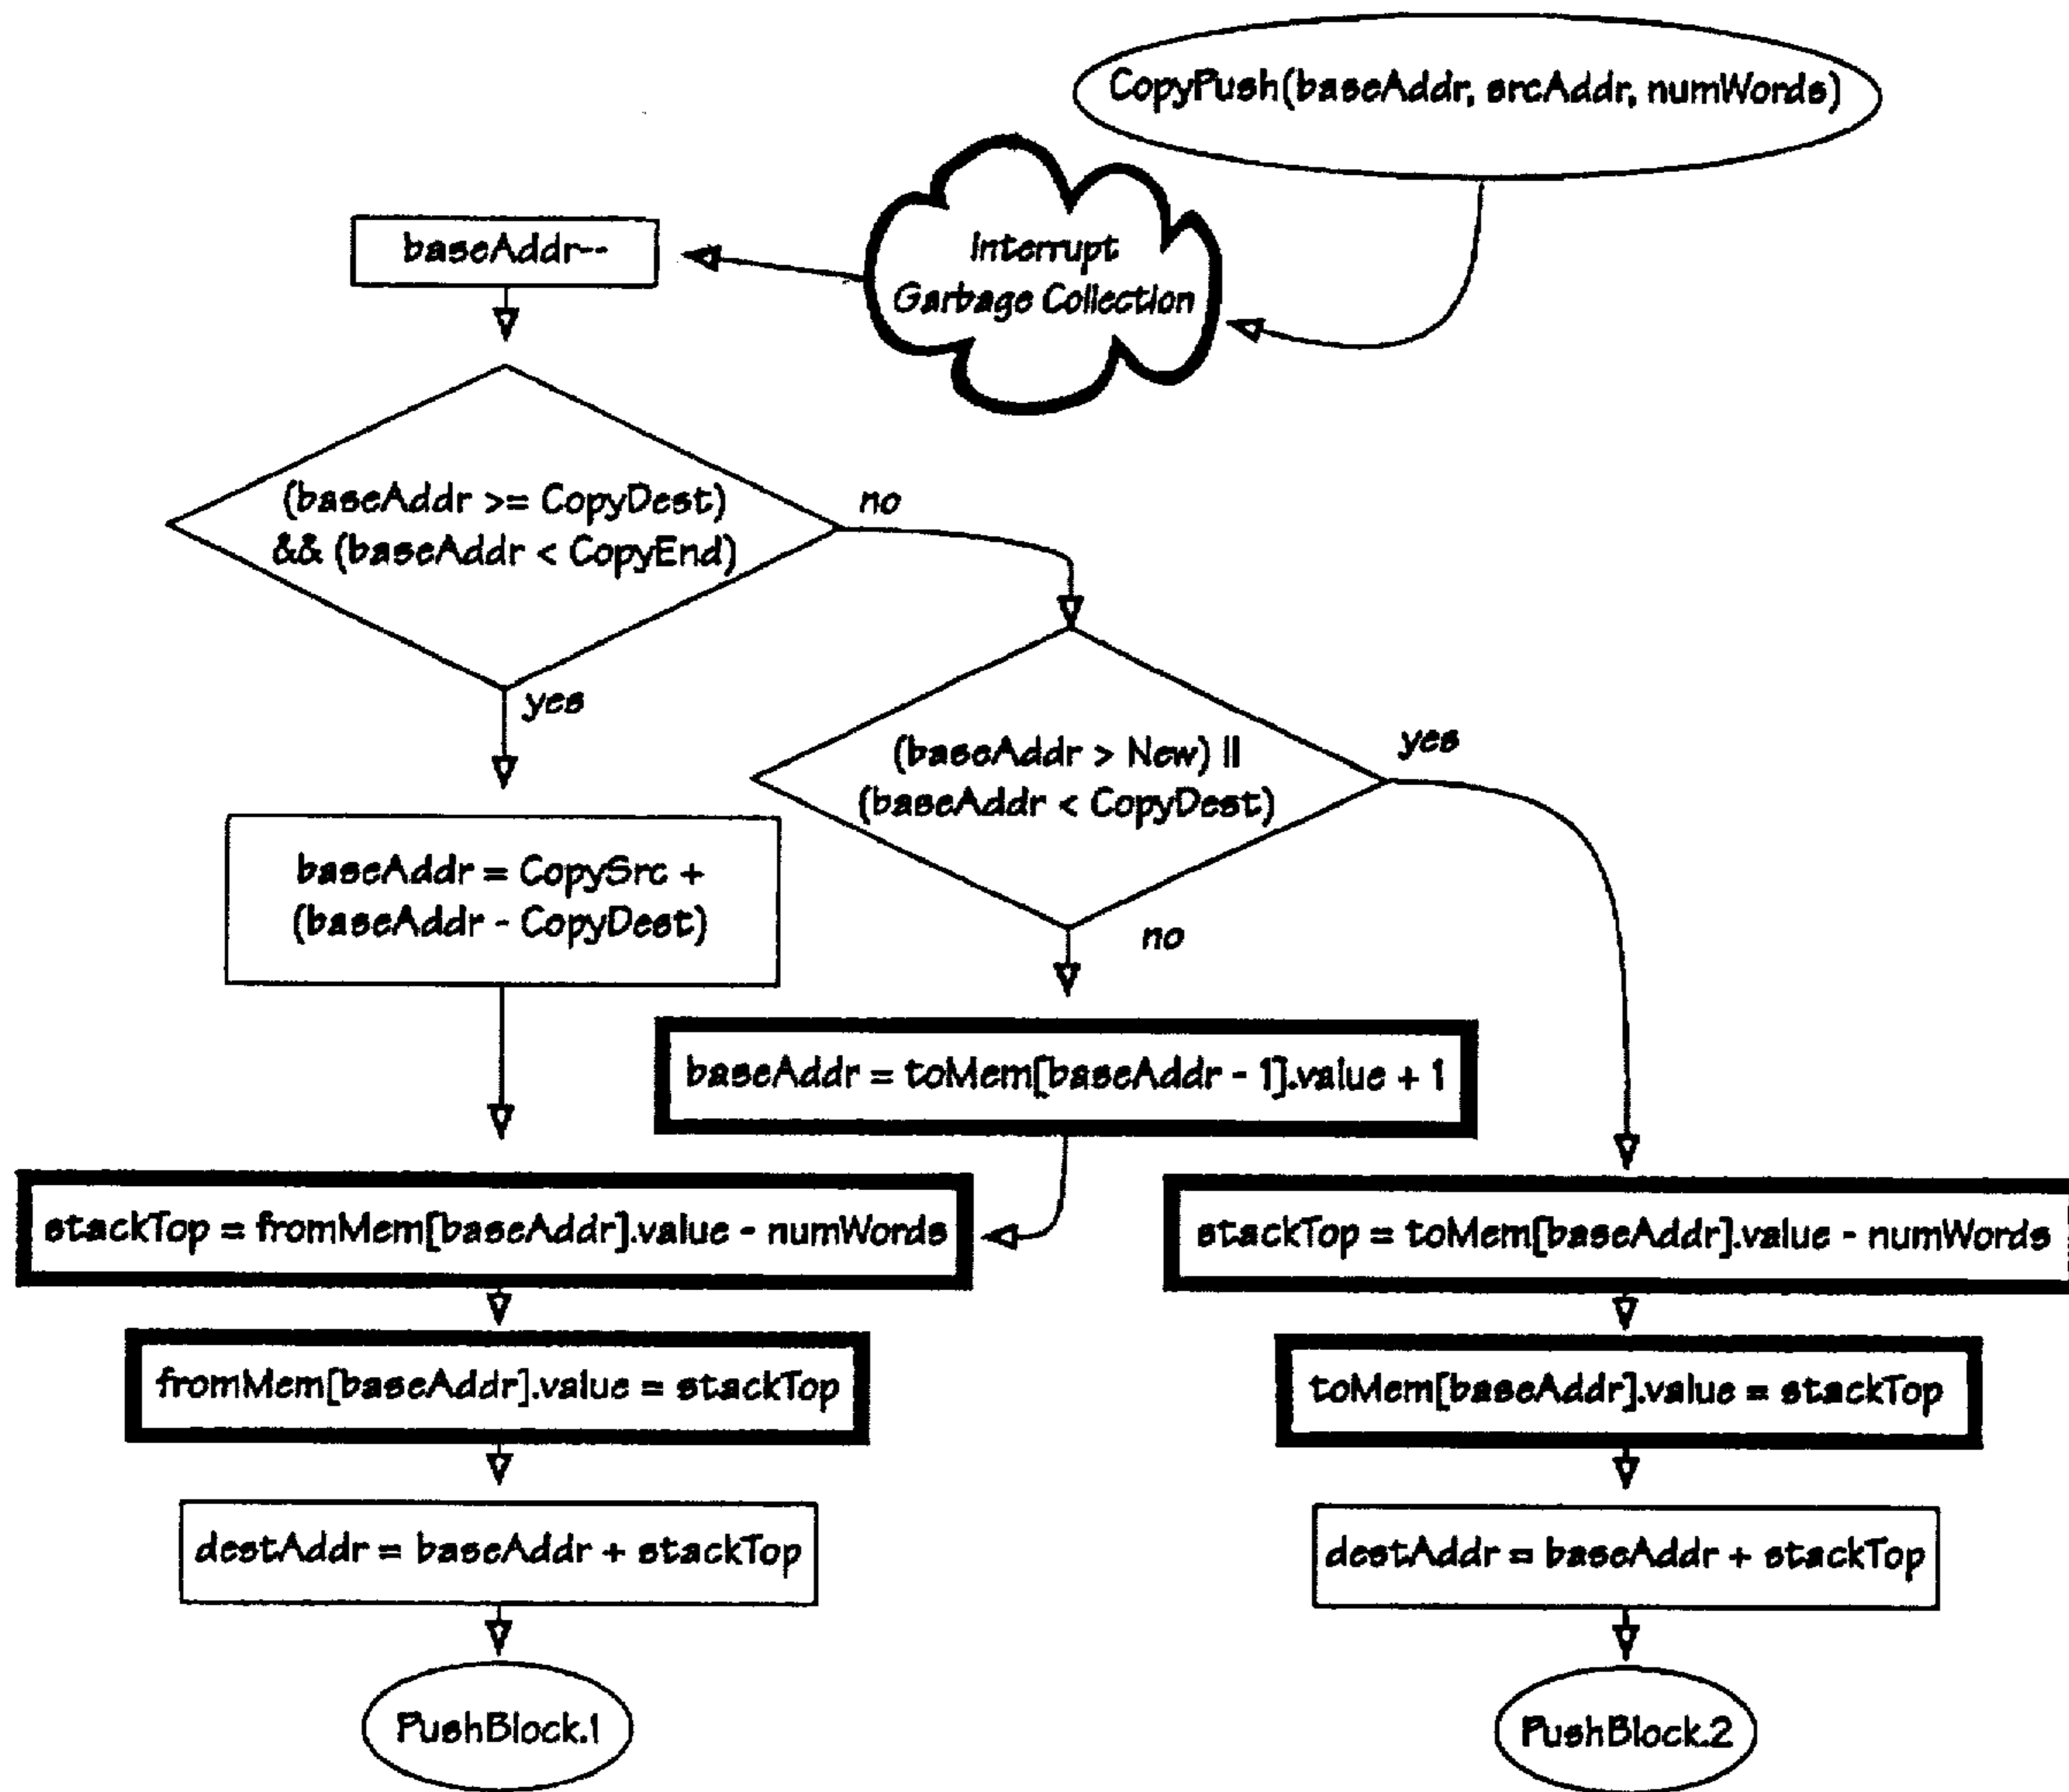 CopyPush(baseAddr, srcAddr, numWords)
Interrupt
Garbage Collection
baseAddr--
(baseAddr >= CopyDest)
&& (baseAddr < CopyEnd)
no
yes
(baseAddr > New) ||
(baseAddr < CopyDest)
yes
no
baseAddr = CopySrc +
(baseAddr - CopyDest)
baseAddr = toMem[baseAddr - 1].value + 1
stackTop = fromMem[baseAddr].value - numWords
stackTop = toMem[baseAddr].value - numWords
fromMem[baseAddr].value = stackTop
toMem[baseAddr].value = stackTop
destAddr = baseAddr + stackTop
destAddr = baseAddr + stackTop
PushBlock.1
PushBlock.2